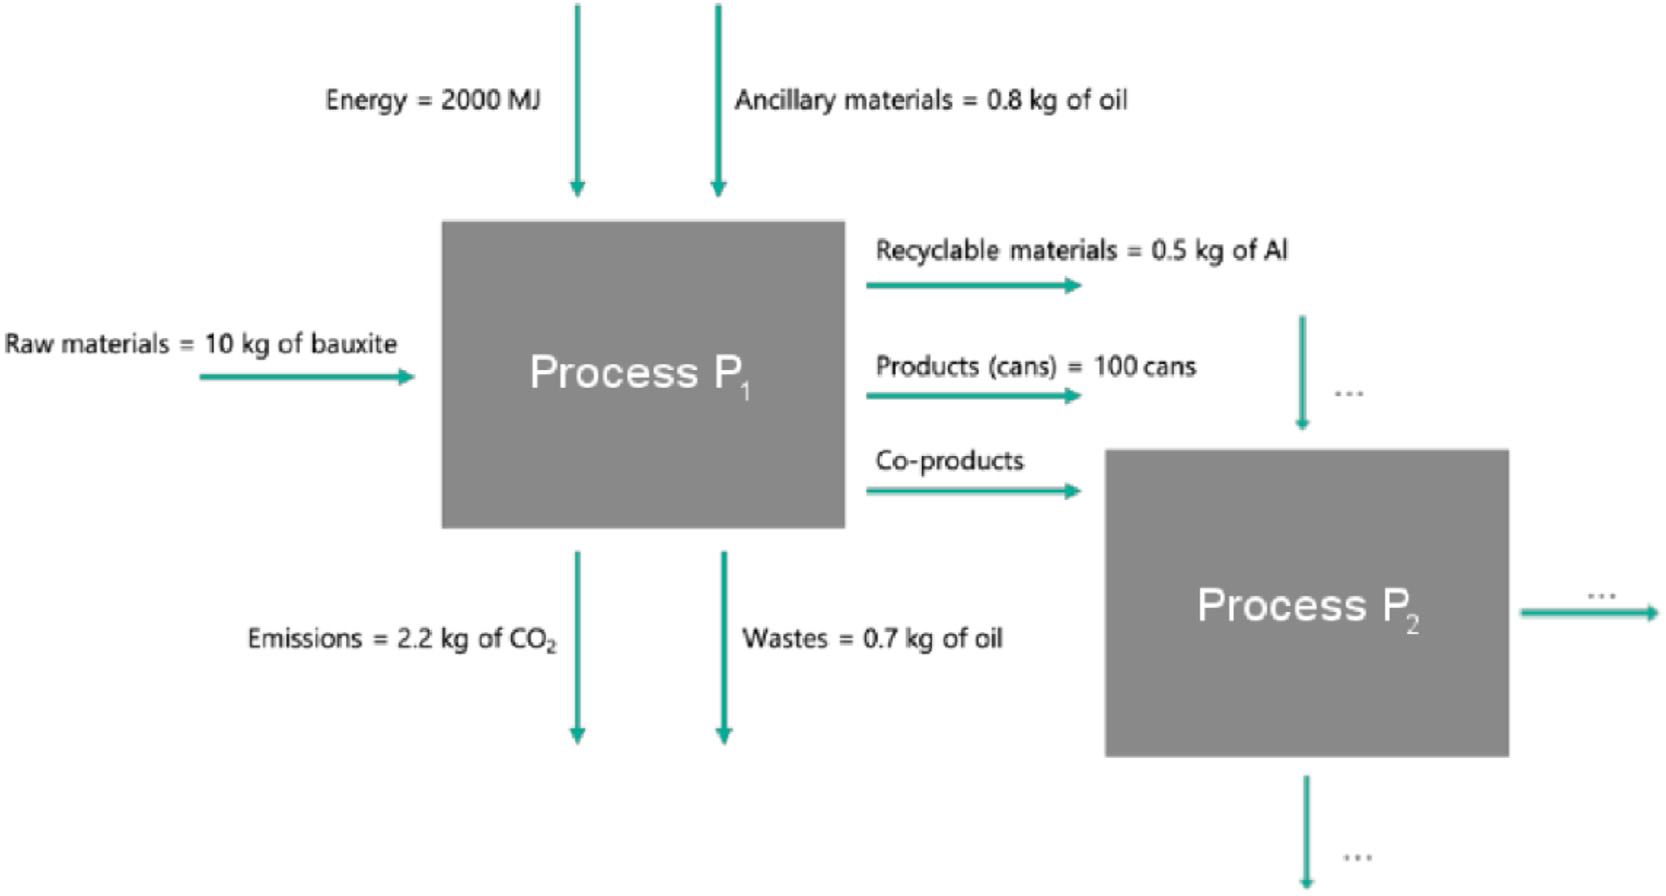 Energy = 2000 MJ
Ancillary materials = 0.8 kg of oil
Recyclable materials = 0.5 kg of Al
Raw materials = 10 kg of bauxite
Process P₁
Products (cans) = 100 cans
...
Co-products
Process P₂
...
Emissions = 2.2 kg of CO₂
Wastes = 0.7 kg of oil
...